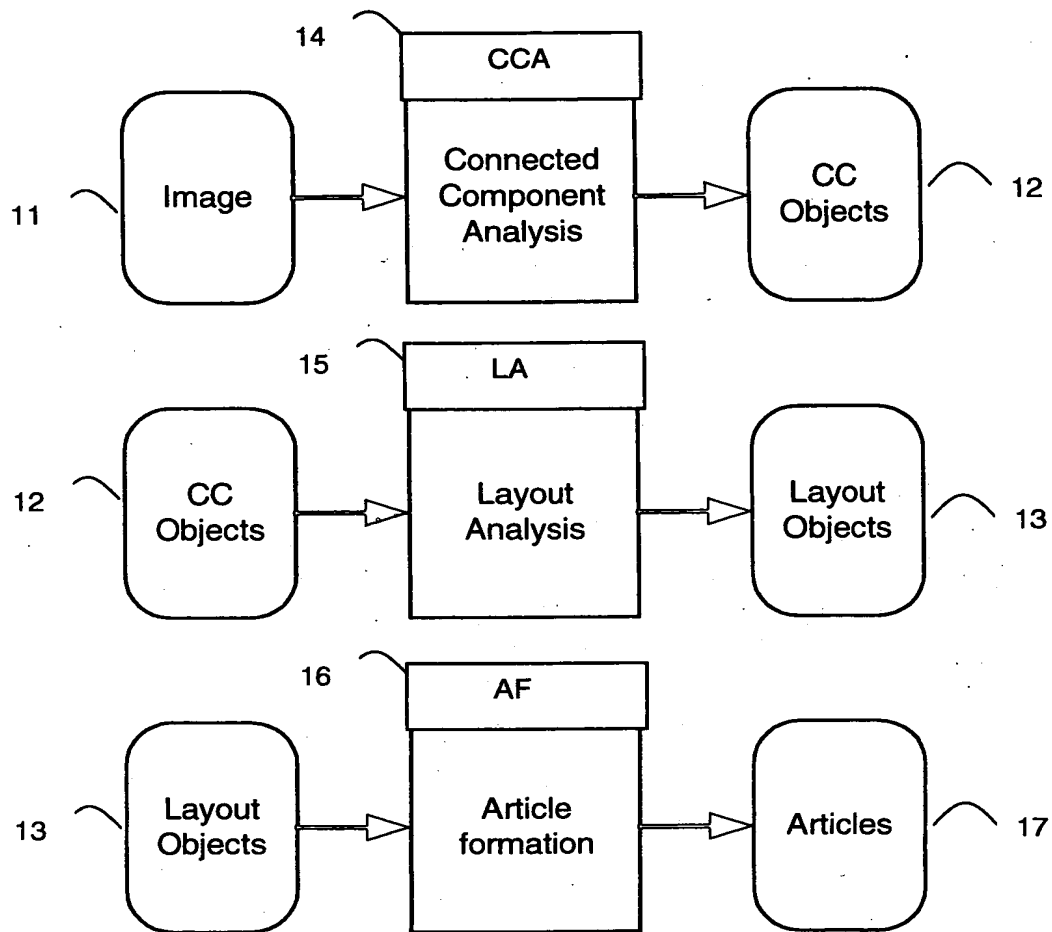 14
CCA
11
Image
Connected
Component
Analysis
CC
Objects
12
15
LA
12
CC
Objects
Layout
Analysis
Layout
Objects
13
16
AF
13
Layout
Objects
Article
formation
Articles
17